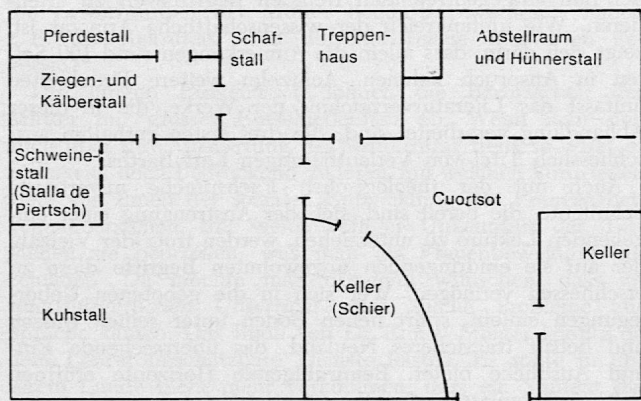 Pferdestall
Schaf-
stall
Treppen-
haus
Abstellraum
und Hühnerstall
Ziegen- und
Kälberstall
Schweine-
stall
(Stalla de
Piertsch)
Cuortsot
Keller
Keller
(Schier)
Kuhstall